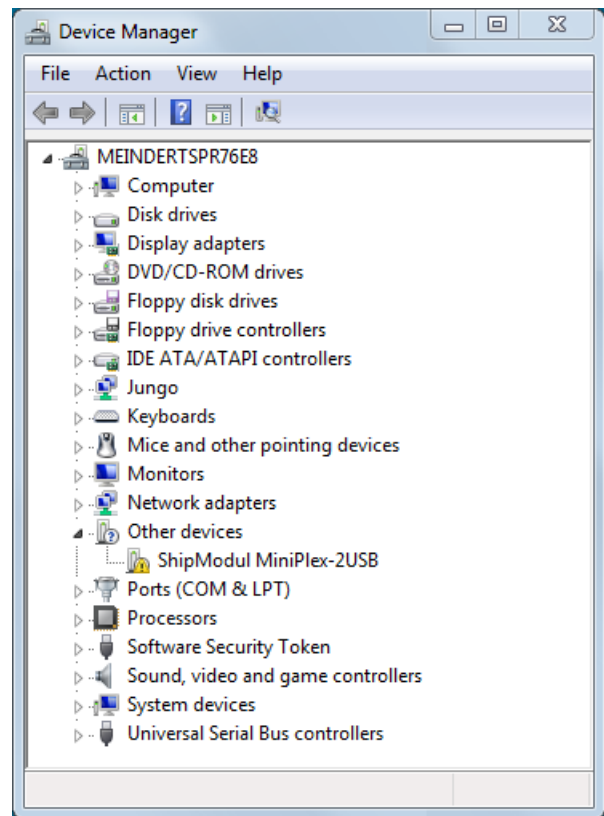 Device Manager
File Action View Help
MEINDERTSPR76E8
Computer
Disk drives
Display adapters
DVD/CD-ROM drives
Floppy disk drives
Floppy drive controllers
IDE ATA/ATAPI controllers
Jungo
Keyboards
Mice and other pointing devices
Monitors
Network adapters
Other devices
ShipModul MiniPlex-2USB
Ports (COM & LPT)
Processors
Software Security Token
Sound, video and game controllers
System devices
Universal Serial Bus controllers